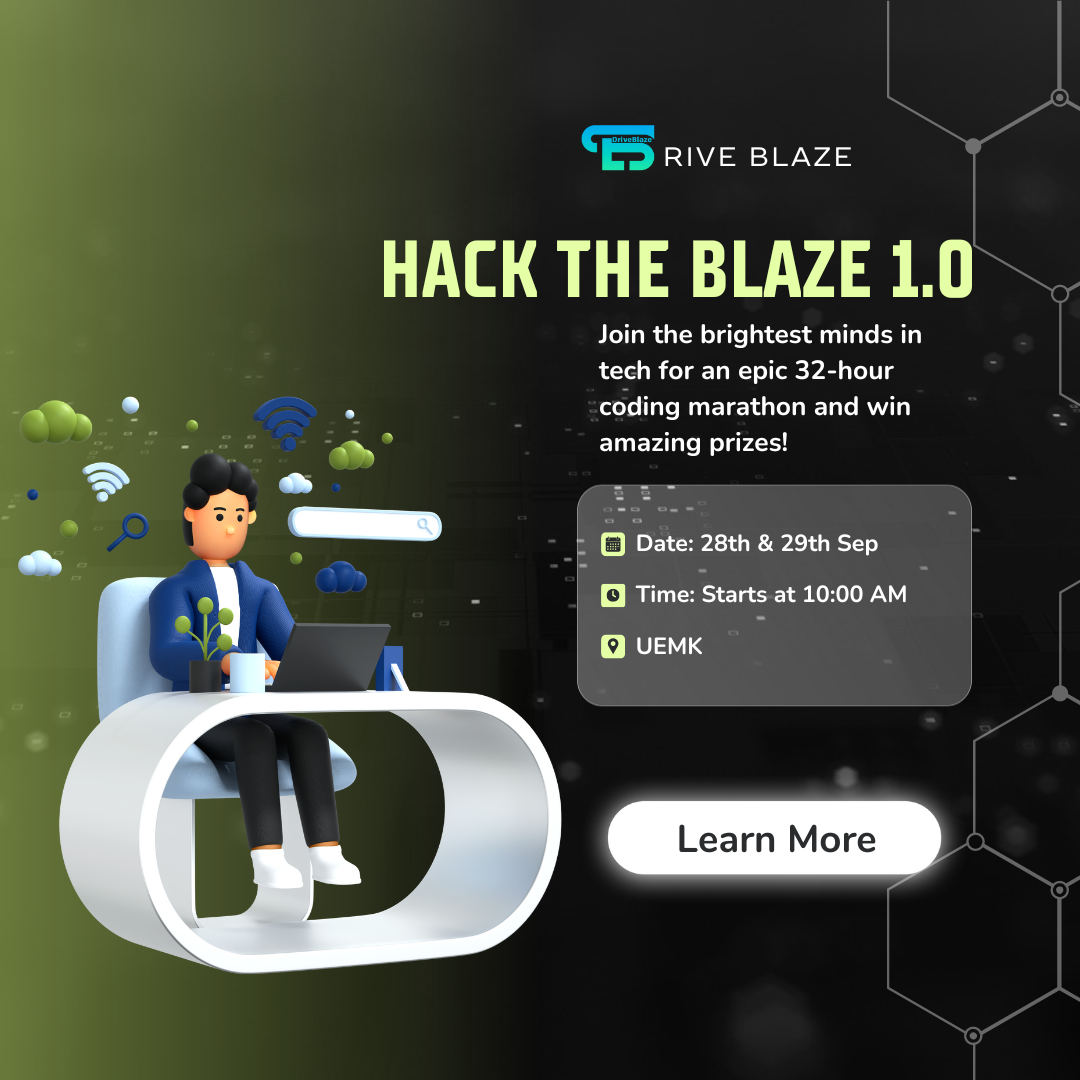 DriveBlaze
RIVE BLAZE
HACK THE BLAZE 1.0
Join the brightest minds in
tech for an epic 32-hour
coding marathon and win
amazing prizes!
Date: 28th & 29th Sep
Time: Starts at 10:00 AM
UEMK
Learn More